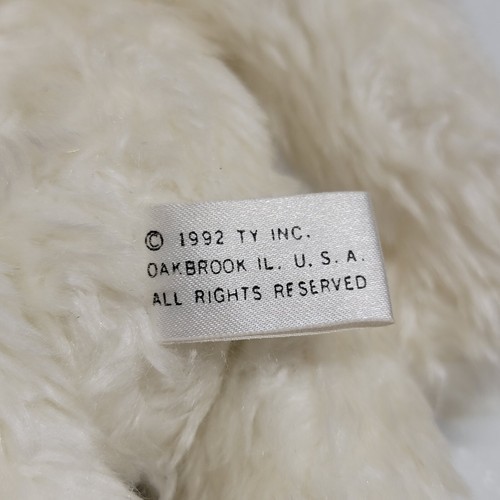 © 1992 TY INC.
OAKBROOK IL. U. S. A.
ALL RIGHTS RESERVED